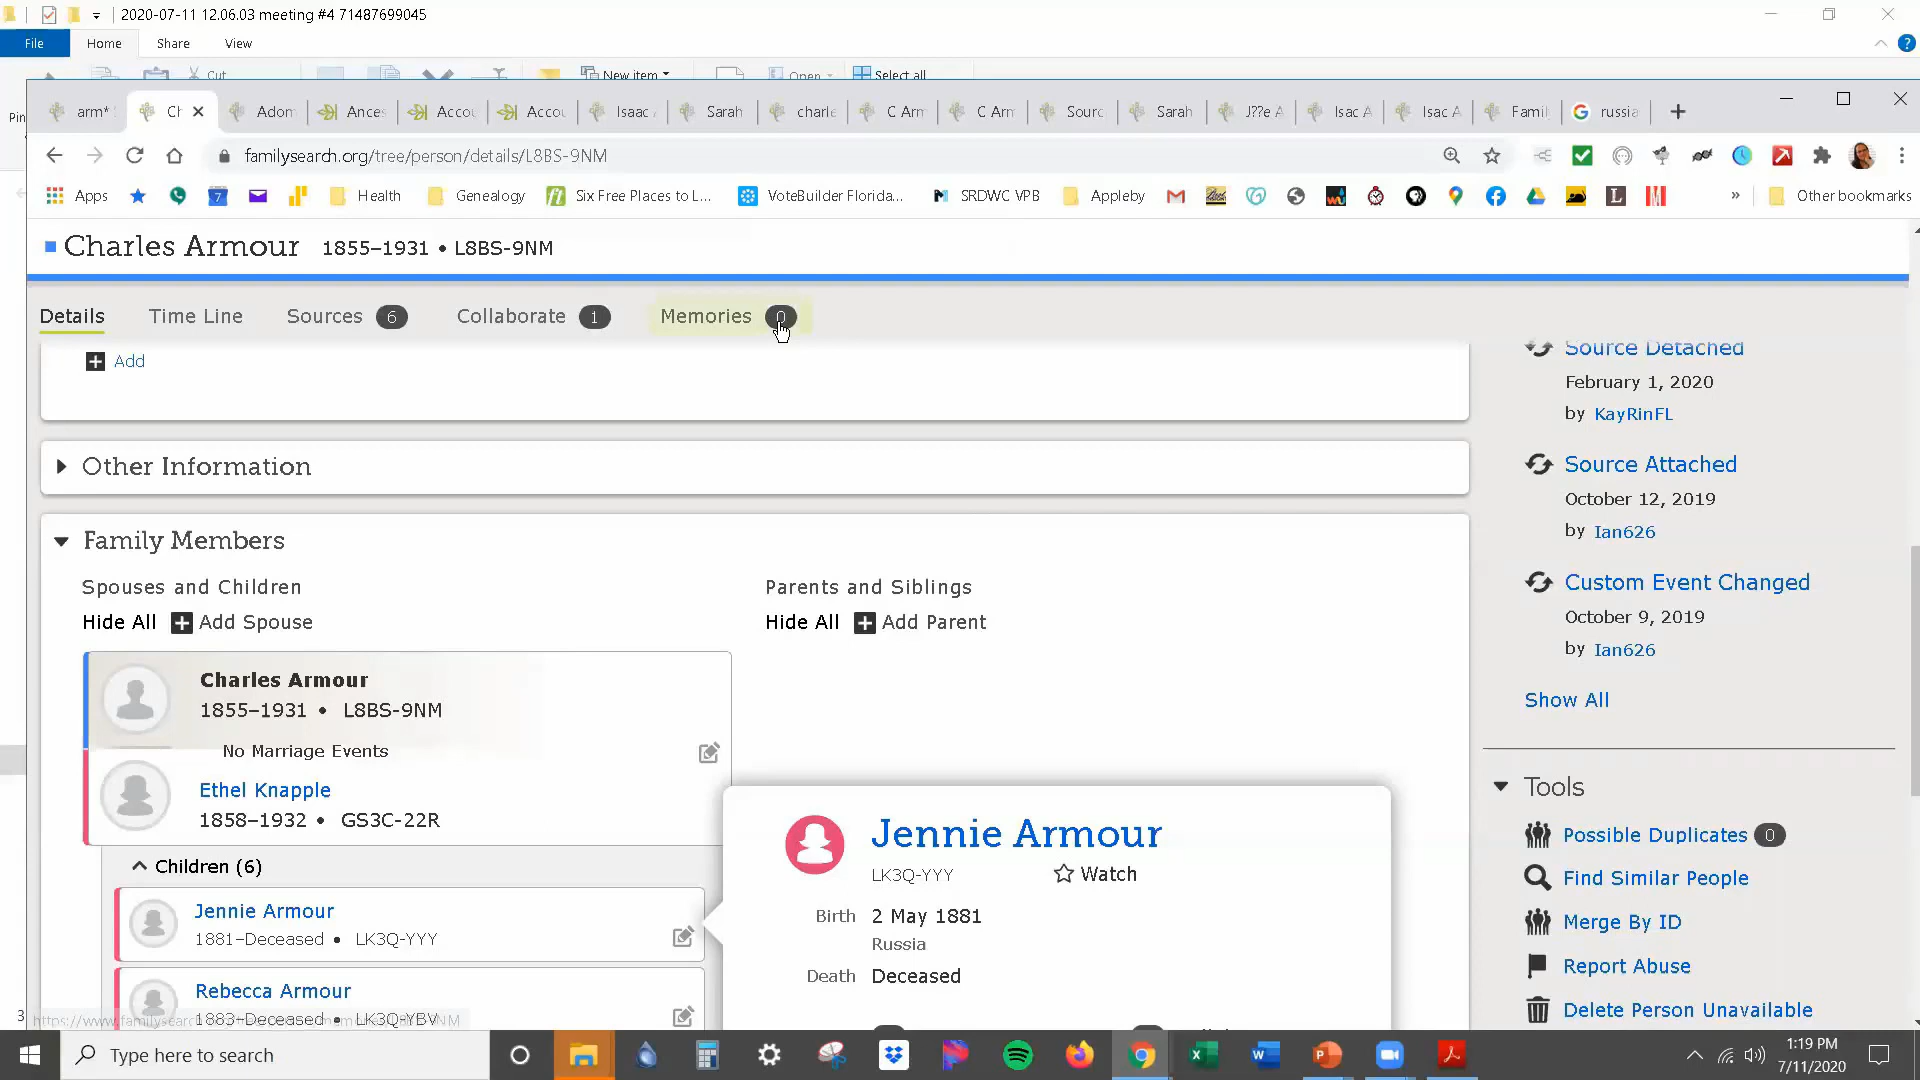 2020-07-11 12.06.03 meeting #4 71487699045
File Home Share View
Cut New item Open Select all
arm* Ch Adom Ances Accou Accou Isaac Sarah charle C Arm C Arm Sourc Sarah J??e A Isac A Isac A Famil russia
familysearch.org/tree/person/details/L8BS-9NM
Apps Health Genealogy Six Free Places to L... VoteBuilder Florida... SRDWC VPB Appleby » Other bookmarks
Charles Armour 1855–1931 • L8BS-9NM
Details Time Line Sources 6 Collaborate 1 Memories 0
Add
Other Information
Family Members
Spouses and Children
Hide All Add Spouse
Parents and Siblings
Hide All Add Parent
Charles Armour
1855–1931 • L8BS-9NM
No Marriage Events
Ethel Knapple
1858–1932 • GS3C-22R
Children (6)
Jennie Armour
1881–Deceased • LK3Q-YYY
Rebecca Armour
1883–Deceased • LK3Q-YBV
Jennie Armour
LK3Q-YYY Watch
Birth 2 May 1881
Russia
Death Deceased
Source Detached
February 1, 2020
by KayRinFL
Source Attached
October 12, 2019
by Ian626
Custom Event Changed
October 9, 2019
by Ian626
Show All
Tools
Possible Duplicates 0
Find Similar People
Merge By ID
Report Abuse
Delete Person Unavailable
Type here to search
1:19 PM
7/11/2020